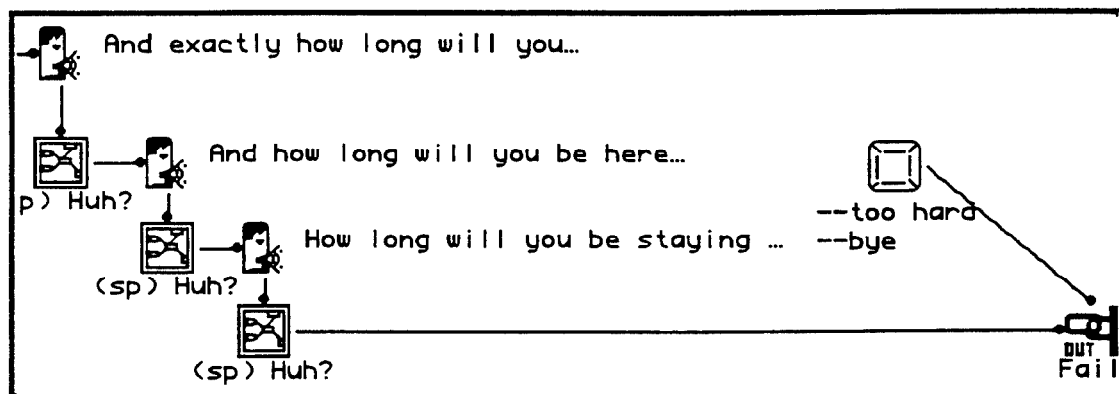 And exactly how long will you…
And how long will you be here…
p) Huh?
--too hard
--bye
How long will you be staying …
(sp) Huh?
(sp) Huh?
OUT
Fail